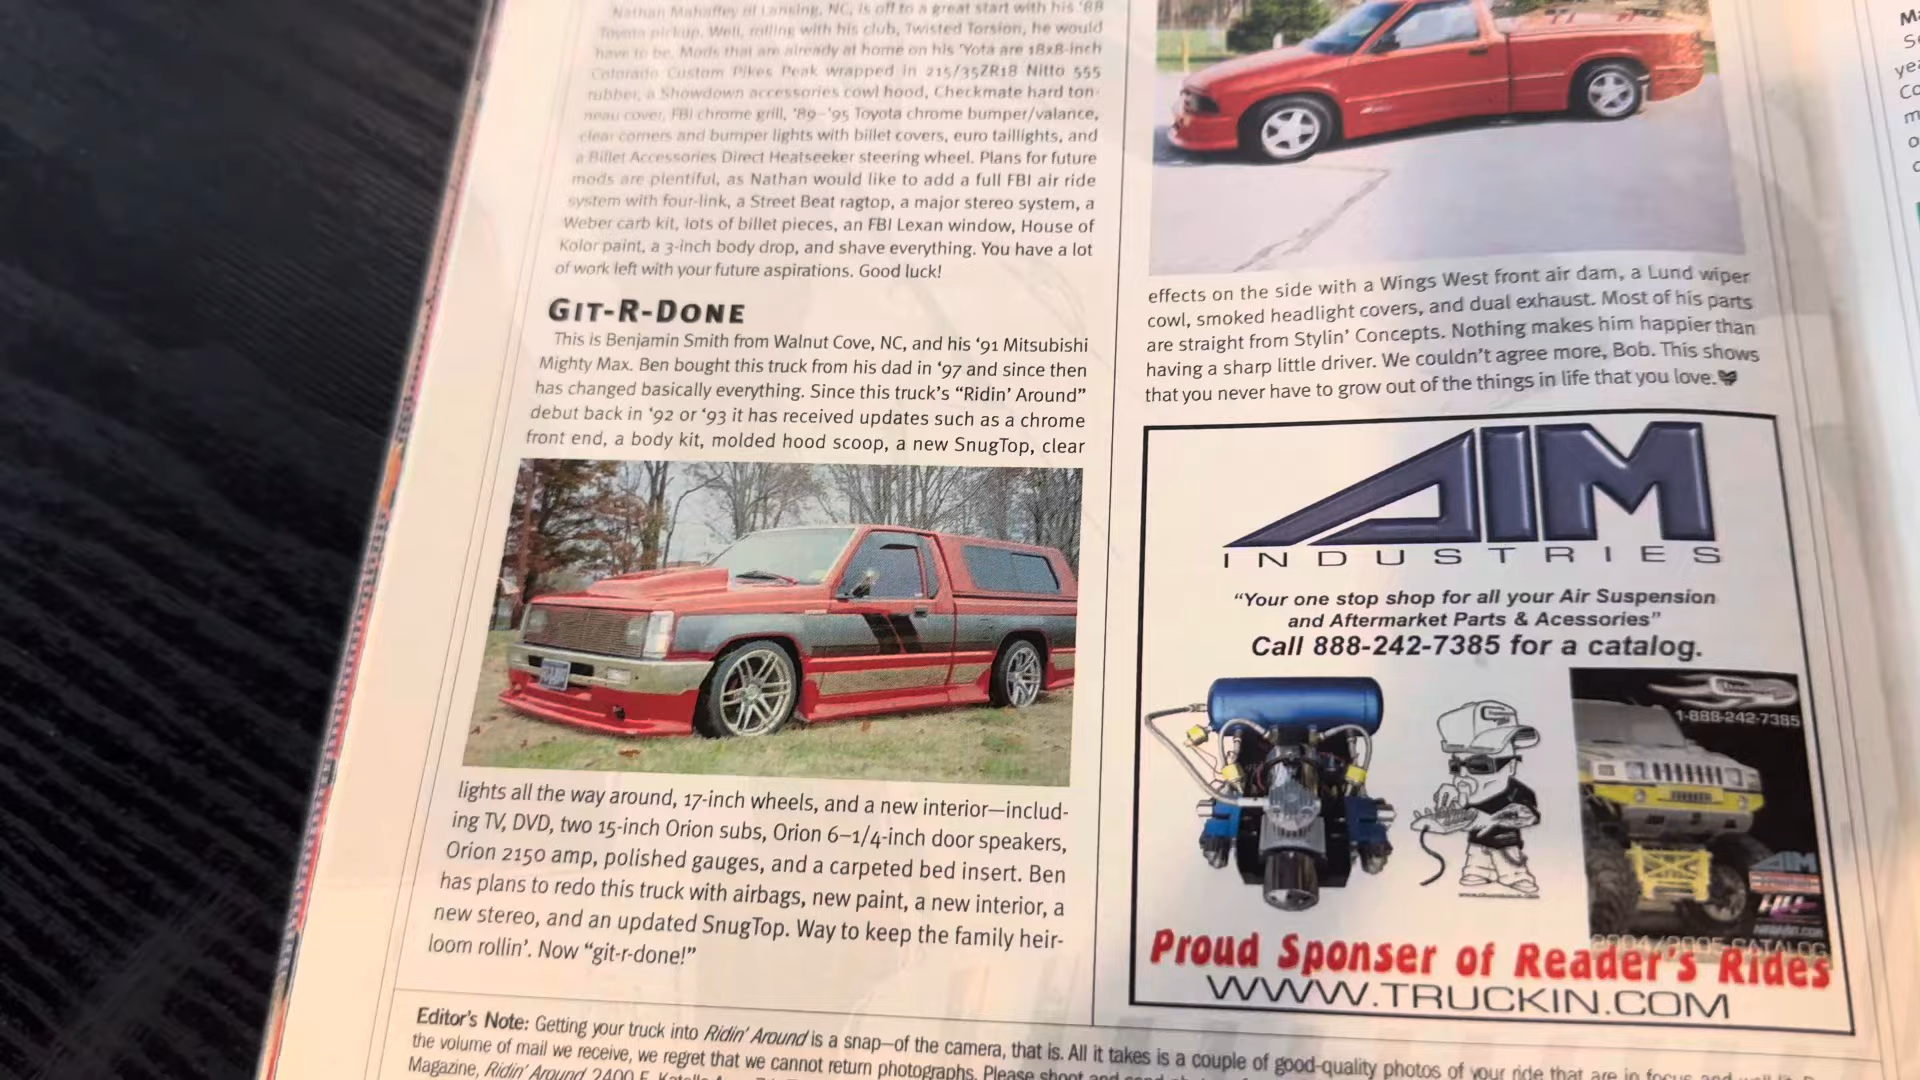 Nathan Mahaffey of Lansing, NC, is off to a great start with his '88
Toyota pickup. Well, rolling with his club, Twisted Torsion, he would
have to be. Mods that are already at home on his 'Yota are 18x8-inch
Colorado Custom Pikes Peak wrapped in 215/35ZR18 Nitto 555
rubber, a Showdown accessories cowl hood, Checkmate hard ton-
neau cover, FBI chrome grill, '89–'95 Toyota chrome bumper/valance,
clear corners and bumper lights with billet covers, euro taillights, and
a Billet Accessories Direct Heatseeker steering wheel. Plans for future
mods are plentiful, as Nathan would like to add a full FBI air ride
system with four-link, a Street Beat ragtop, a major stereo system, a
Weber carb kit, lots of billet pieces, an FBI Lexan window, House of
Kolor paint, a 3-inch body drop, and shave everything. You have a lot
of work left with your future aspirations. Good luck!
GIT-R-DONE
This is Benjamin Smith from Walnut Cove, NC, and his '91 Mitsubishi
Mighty Max. Ben bought this truck from his dad in '97 and since then
has changed basically everything. Since this truck's "Ridin' Around"
debut back in '92 or '93 it has received updates such as a chrome
front end, a body kit, molded hood scoop, a new SnugTop, clear
lights all the way around, 17-inch wheels, and a new interior—includ-
ing TV, DVD, two 15-inch Orion subs, Orion 6–1/4-inch door speakers,
Orion 2150 amp, polished gauges, and a carpeted bed insert. Ben
has plans to redo this truck with airbags, new paint, a new interior, a
new stereo, and an updated SnugTop. Way to keep the family heir-
loom rollin'. Now "git-r-done!"
effects on the side with a Wings West front air dam, a Lund wiper
cowl, smoked headlight covers, and dual exhaust. Most of his parts
are straight from Stylin' Concepts. Nothing makes him happier than
having a sharp little driver. We couldn't agree more, Bob. This shows
that you never have to grow out of the things in life that you love.
AIM
INDUSTRIES
"Your one stop shop for all your Air Suspension
and Aftermarket Parts & Acessories"
Call 888-242-7385 for a catalog.
1-888-242-7385
AIM
2004/2005 CATALOG
Proud Sponser of Reader's Rides
WWW.TRUCKIN.COM
Editor's Note: Getting your truck into Ridin' Around is a snap—of the camera, that is. All it takes is a couple of good-quality photos of your ride that are in focus and
the volume of mail we receive, we regret that we cannot return photographs. Please shoot and send
Magazine, Ridin' Around, 2400 E. Katella